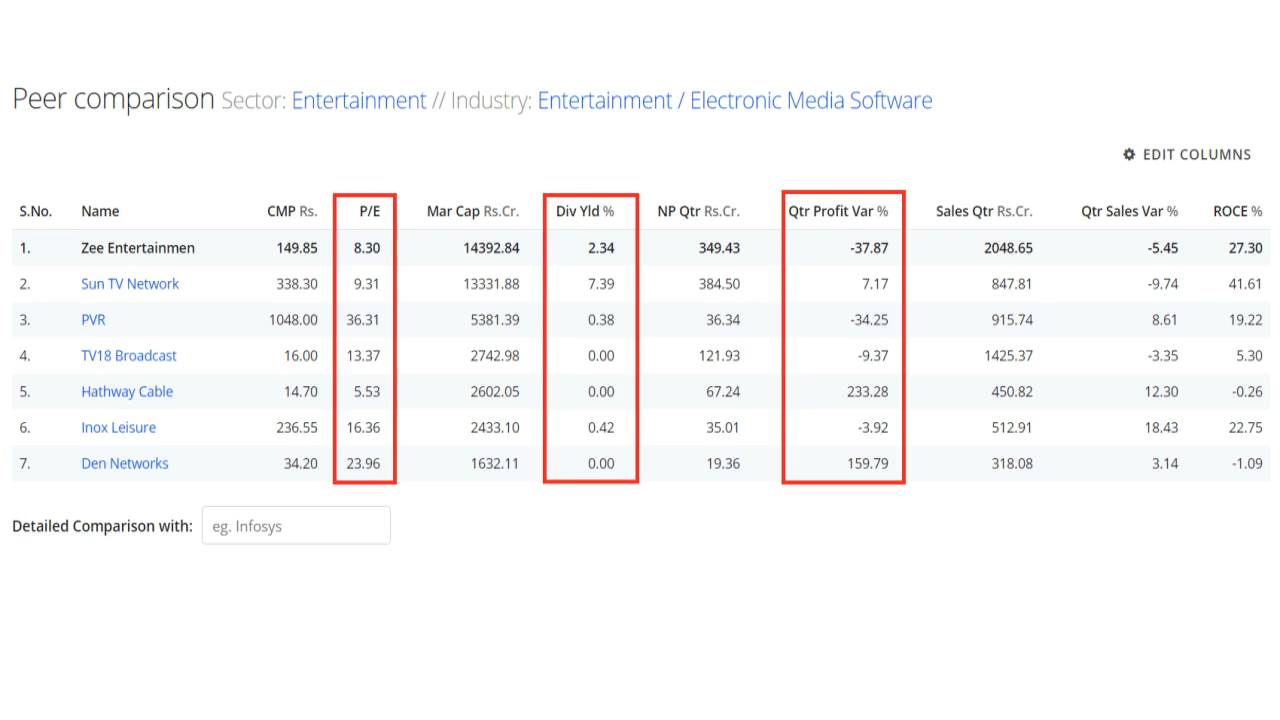 Peer comparison Sector: Entertainment // Industry: Entertainment / Electronic Media Software
EDIT COLUMNS
S.No. Name CMP Rs. P/E Mar Cap Rs.Cr. Div Yld % NP Qtr Rs.Cr. Qtr Profit Var % Sales Qtr Rs.Cr. Qtr Sales Var % ROCE %
1. Zee Entertainmen 149.85 8.30 14392.84 2.34 349.43 -37.87 2048.65 -5.45 27.30
2. Sun TV Network 338.30 9.31 13331.88 7.39 384.50 7.17 847.81 -9.74 41.61
3. PVR 1048.00 36.31 5381.39 0.38 36.34 -34.25 915.74 8.61 19.22
4. TV18 Broadcast 16.00 13.37 2742.98 0.00 121.93 -9.37 1425.37 -3.35 5.30
5. Hathway Cable 14.70 5.53 2602.05 0.00 67.24 233.28 450.82 12.30 -0.26
6. Inox Leisure 236.55 16.36 2433.10 0.42 35.01 -3.92 512.91 18.43 22.75
7. Den Networks 34.20 23.96 1632.11 0.00 19.36 159.79 318.08 3.14 -1.09
Detailed Comparison with: eg. Infosys